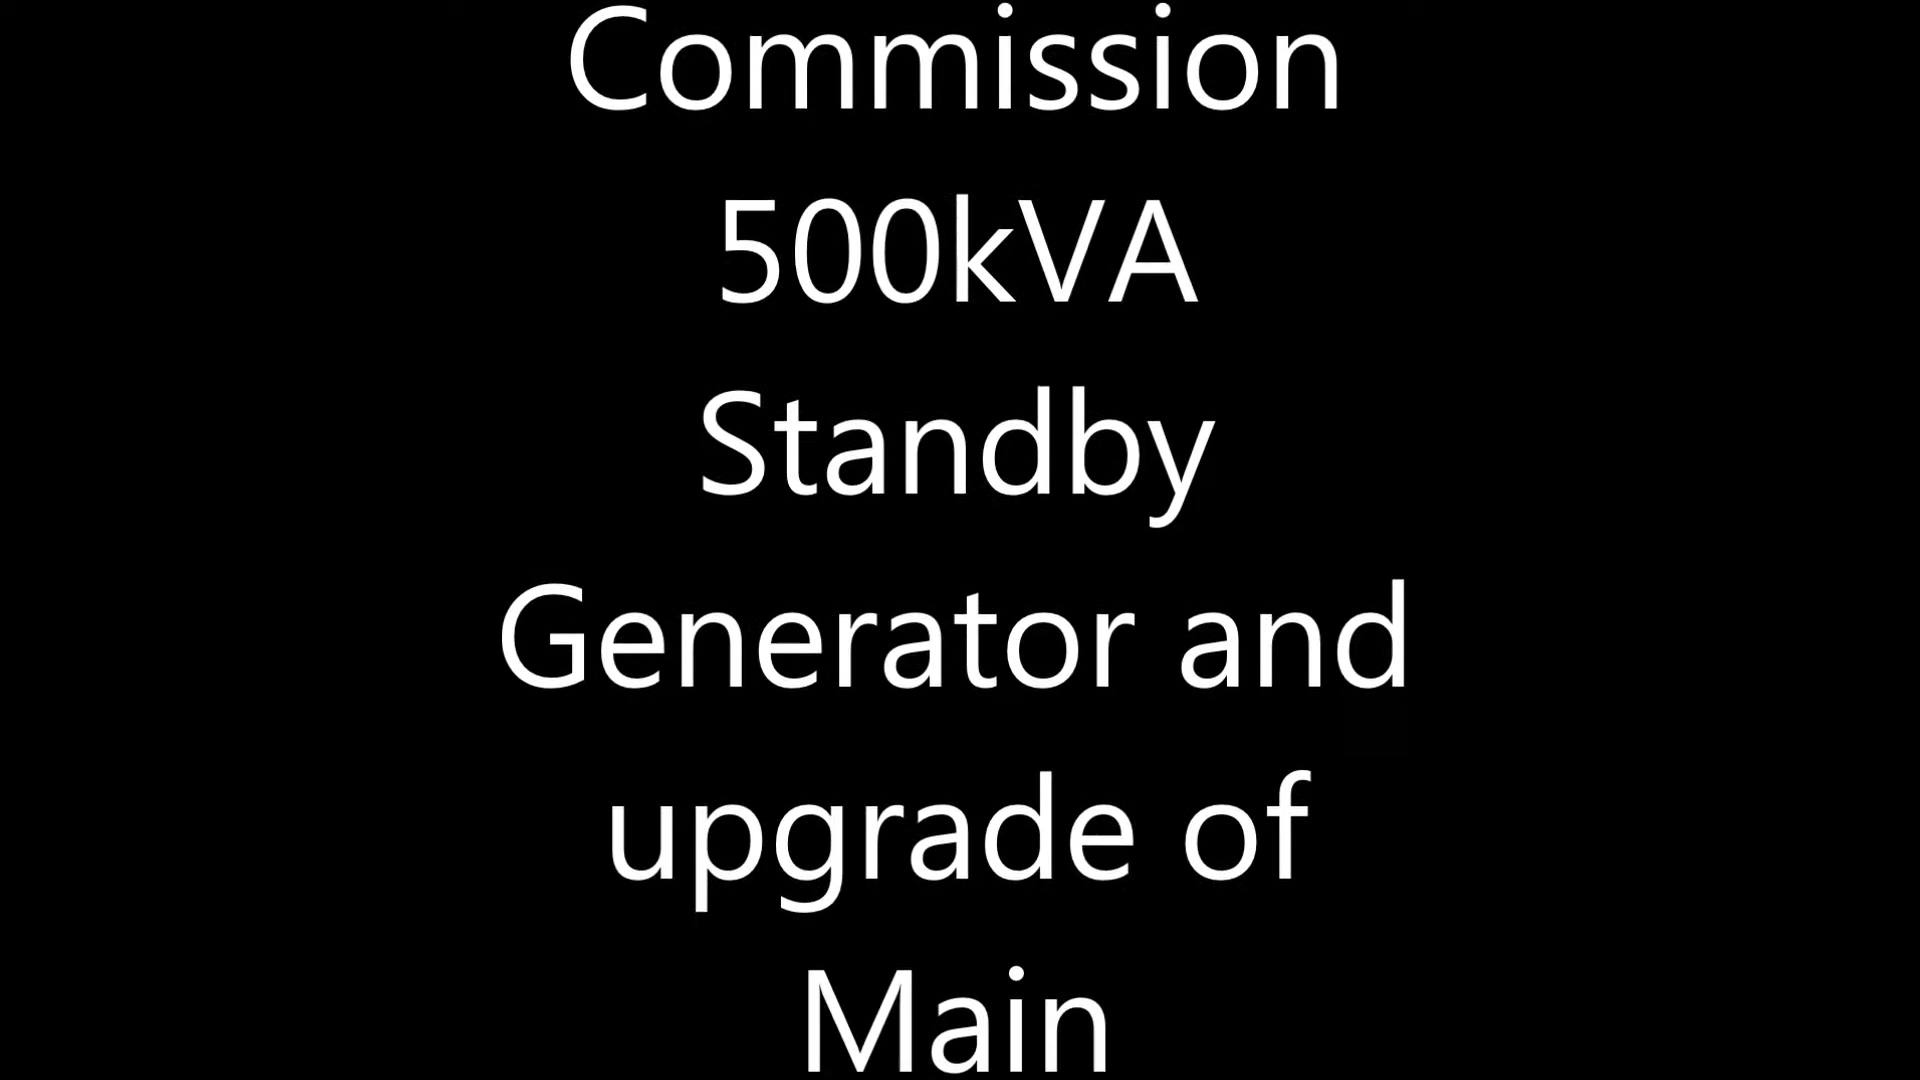 Commission
500kVA
Standby
Generator and
upgrade of
Main